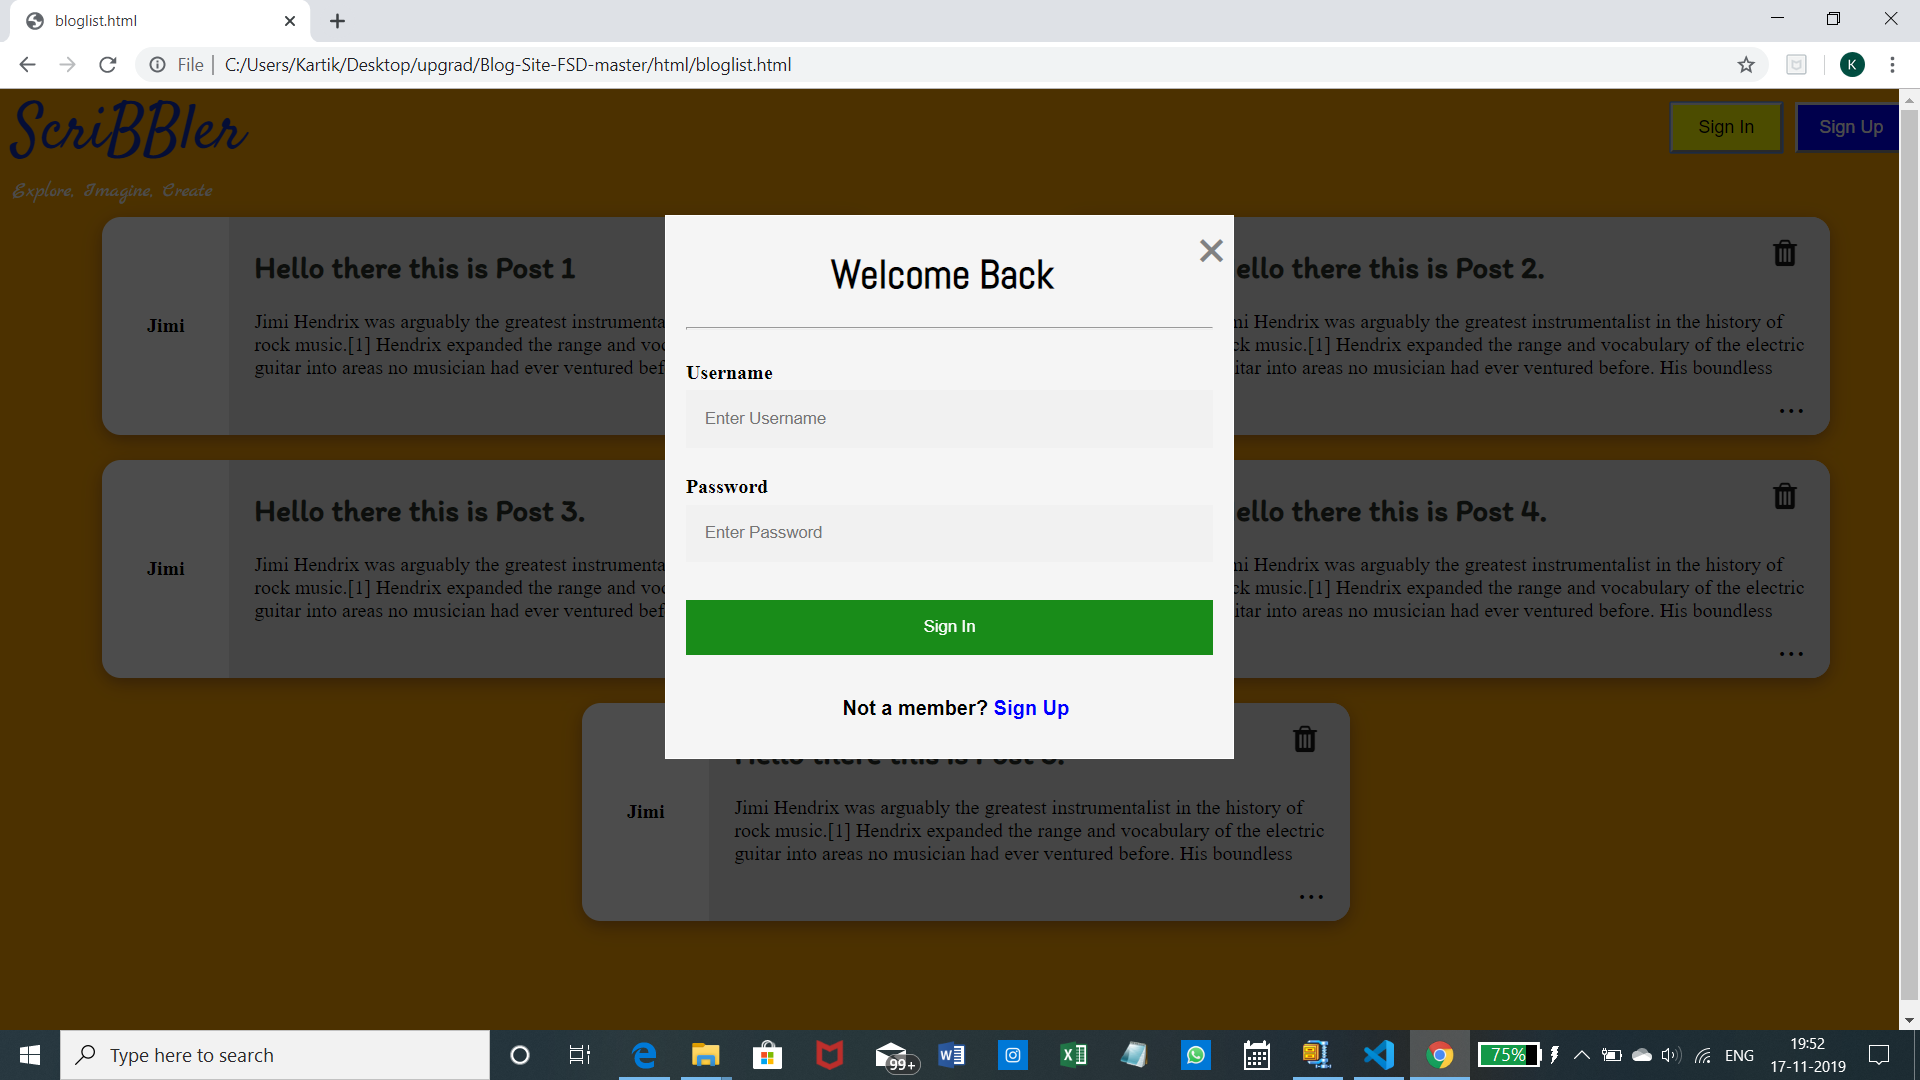 bloglist.html
File
C:/Users/Kartik/Desktop/upgrad/Blog-Site-FSD-master/html/bloglist.html
K
ScriBBler
Explore, Imagine, Create
Sign In
Sign Up
Hello there this is Post 1
Jimi
Jimi Hendrix was arguably the greatest instrumenta
rock music.[1] Hendrix expanded the range and voc
guitar into areas no musician had ever ventured bef
ello there this is Post 2.
ni Hendrix was arguably the greatest instrumentalist in the history of
ck music.[1] Hendrix expanded the range and vocabulary of the electric
itar into areas no musician had ever ventured before. His boundless
...
Hello there this is Post 3.
Jimi
Jimi Hendrix was arguably the greatest instrumenta
rock music.[1] Hendrix expanded the range and voc
guitar into areas no musician had ever ventured bef
ello there this is Post 4.
ni Hendrix was arguably the greatest instrumentalist in the history of
ck music.[1] Hendrix expanded the range and vocabulary of the electric
itar into areas no musician had ever ventured before. His boundless
...
Welcome Back
Username
Enter Username
Password
Enter Password
Sign In
Not a member? Sign Up
Jimi
Jimi Hendrix was arguably the greatest instrumentalist in the history of
rock music.[1] Hendrix expanded the range and vocabulary of the electric
guitar into areas no musician had ever ventured before. His boundless
...
Type here to search
99+
75%
ENG
19:52
17-11-2019